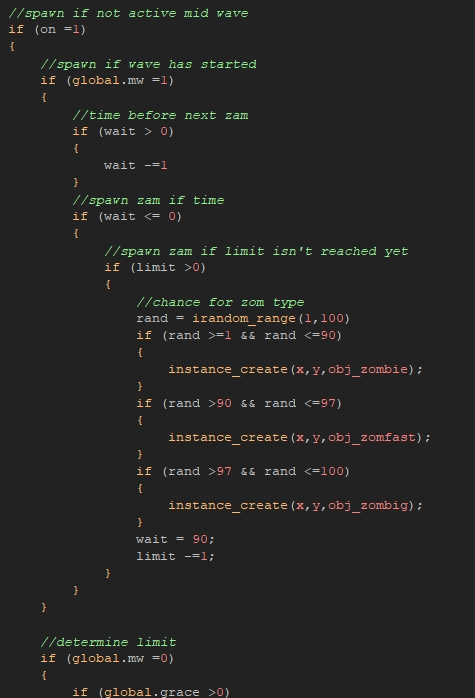 //spawn if not active mid wave
if (on =1)
{
//spawn if wave has started
if (global.mw =1)
{
//time before next zam
if (wait > 0)
{
wait -=1
}
//spawn zam if time
if (wait <= 0)
{
//spawn zam if limit isn't reached yet
if (limit >0)
{
//chance for zom type
rand = irandom_range(1,100)
if (rand >=1 && rand <=90)
{
instance_create(x,y,obj_zombie);
}
if (rand >90 && rand <=97)
{
instance_create(x,y,obj_zomfast);
}
if (rand >97 && rand <=100)
{
instance_create(x,y,obj_zombig);
}
wait = 90;
limit -=1;
}
}
}
//determine limit
if (global.mw =0)
{
if (global.grace >0)